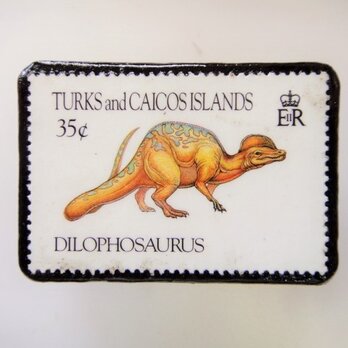 TURKS and CAICOS ISLANDS
35¢
EIIR
DILOPHOSAURUS